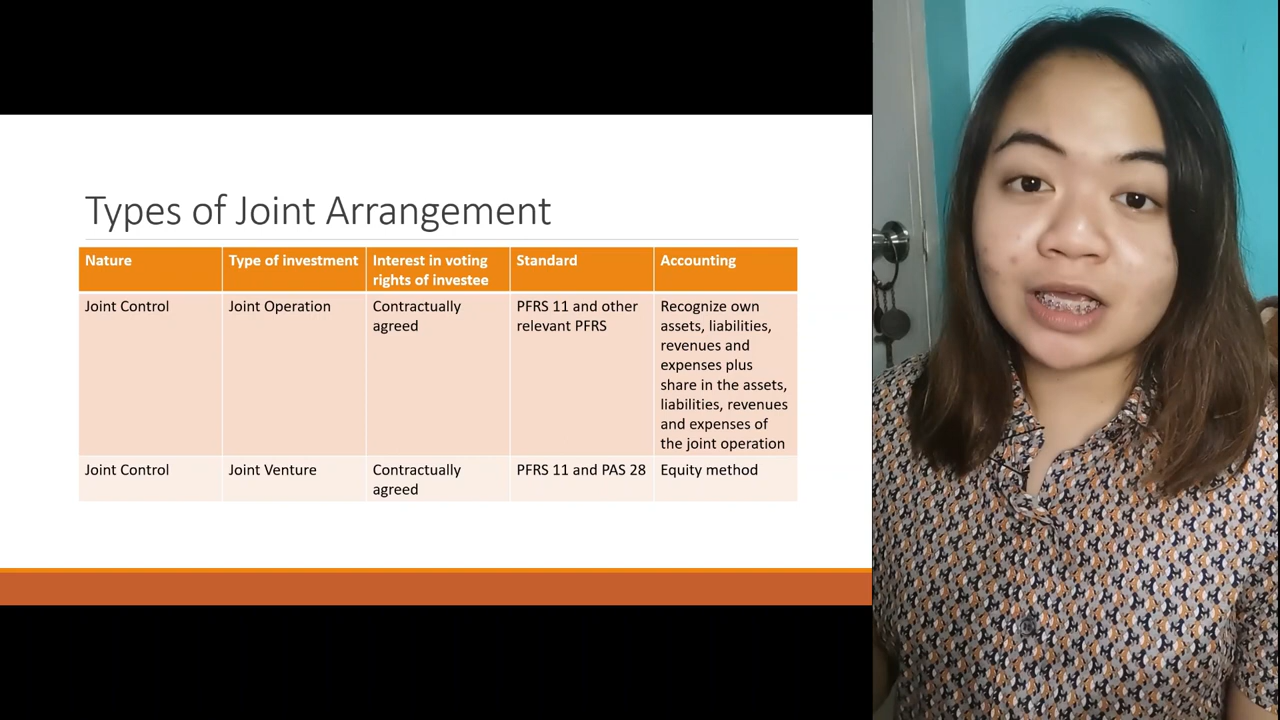 Types of Joint Arrangement
Nature
Type of investment
Interest in voting
rights of investee
Standard
Accounting
Joint Control
Joint Operation
Contractually
agreed
PFRS 11 and other
relevant PFRS
Recognize own
assets, liabilities,
revenues and
expenses plus
share in the assets,
liabilities, revenues
and expenses of
the joint operation
Joint Control
Joint Venture
Contractually
agreed
PFRS 11 and PAS 28
Equity method